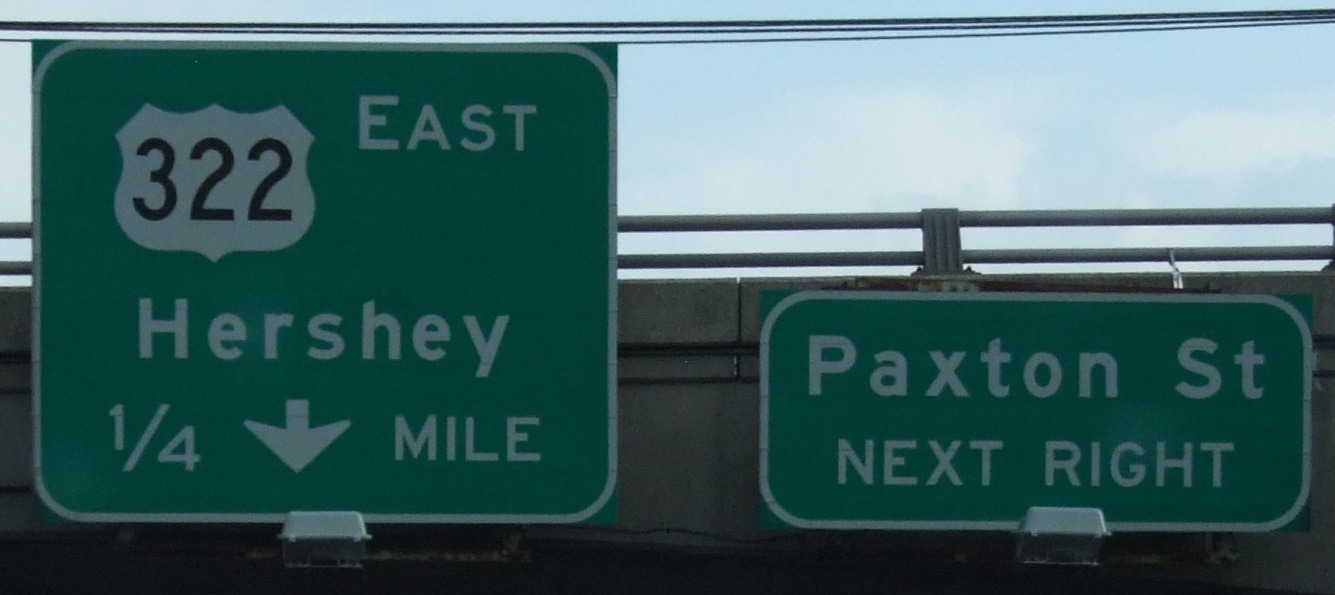 322 EAST
Hershey
1/4 MILE
Paxton St
NEXT RIGHT